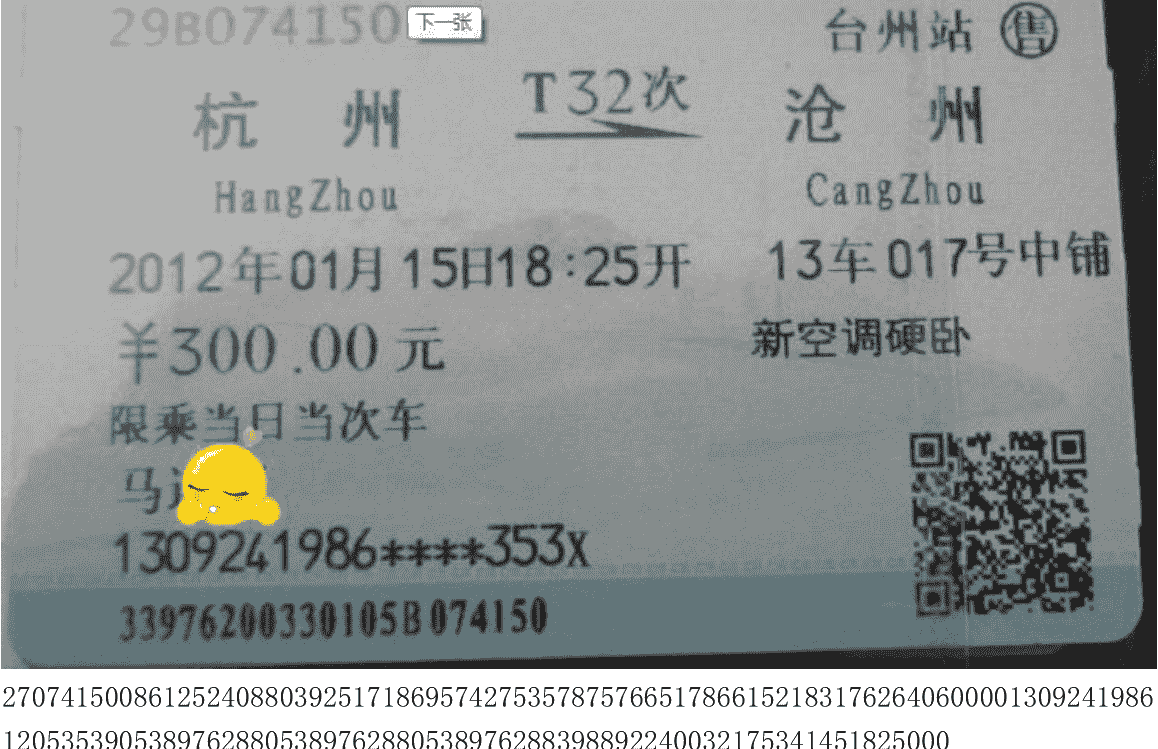 29B074150 下一张 台州站 售
杭州 T32次 沧州
HangZhou CangZhou
2012年01月15日18:25开 13车017号中铺
￥300.00元 新空调硬卧
限乘当日当次车
马
1309241986****353X
33976200330105B074150
2707415008612524088039251718695742753578757665178661521831762640600001309241986
12053539053897628805389762880538976288398892240032175341451825000